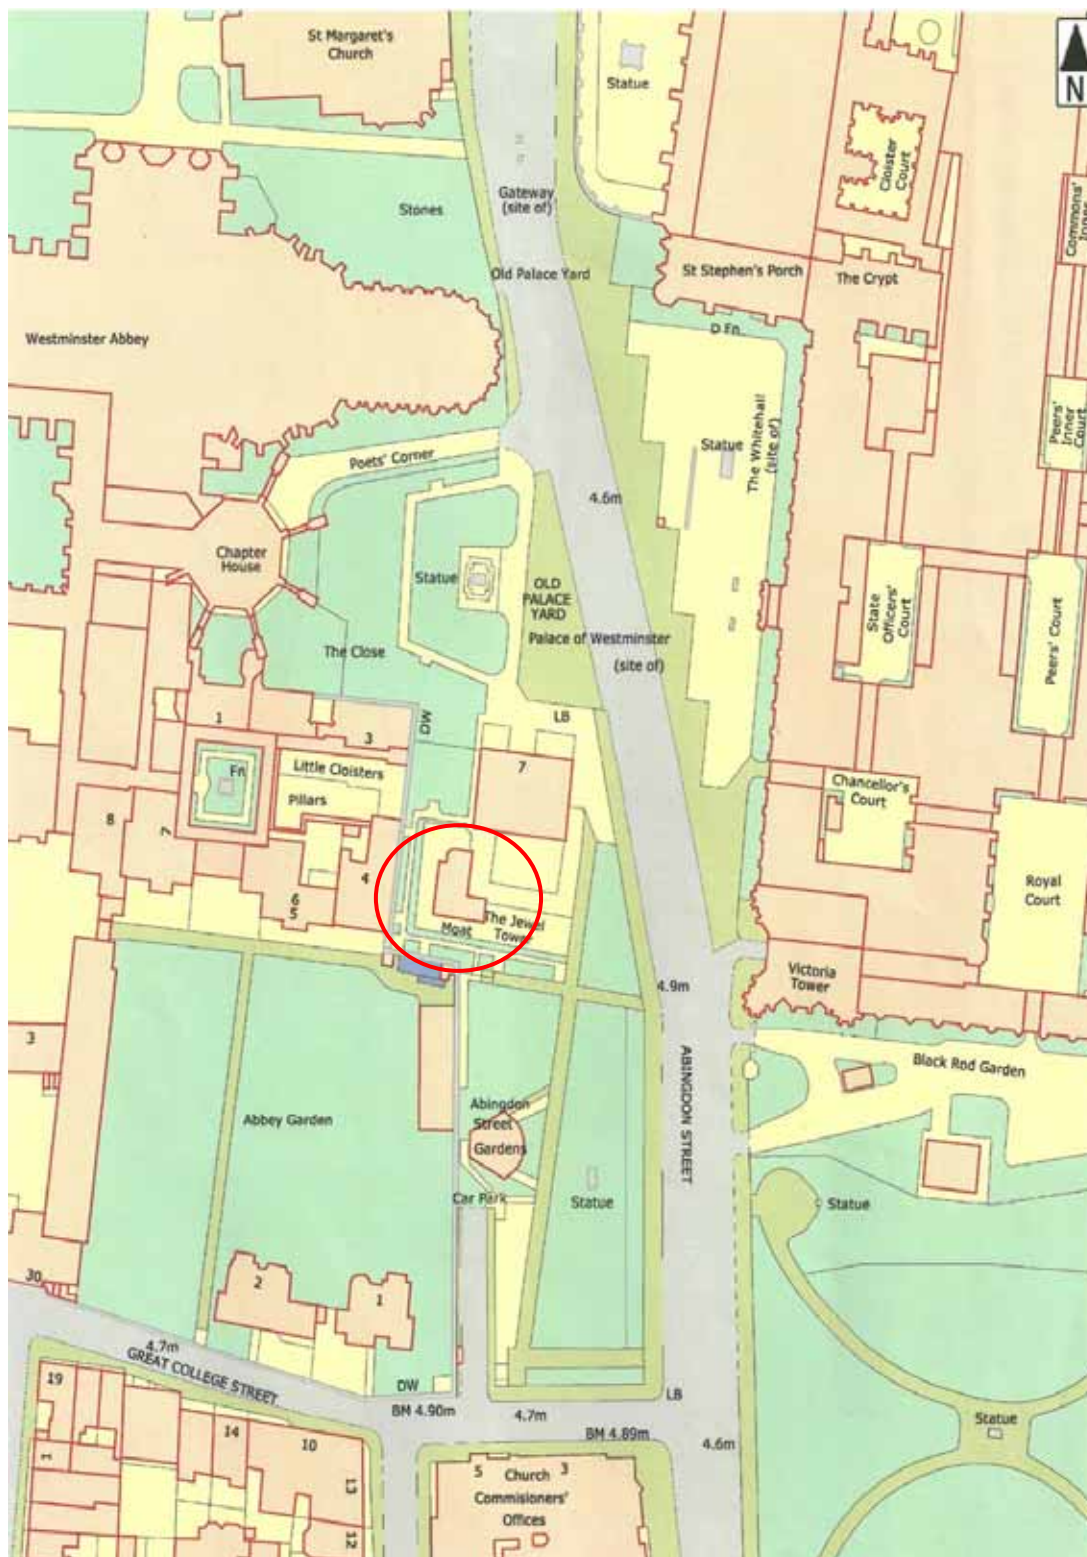 St Margaret's
Church
Statue
N
Cloister
Court
Commons'
Stones
Gateway
(site of)
Old Palace Yard
St Stephen's Porch
The Crypt
Westminster Abbey
D Fn
Peers'
Inner
Court
Statue
The Whitehall
(site of)
Poets' Corner
4.6m
Chapter
House
Statue
OLD
PALACE
YARD
State
Officers'
Court
Peers' Court
Palace of Westminster
(site of)
The Close
LB
DW
1
3
7
Fn
Little Cloisters
Pillars
Chancellor's
Court
8
7
4
6
5
Royal
Court
The Jewel
Tower
Moat
Victoria
Tower
4.9m
3
ABINGDON STREET
Black Rod Garden
Abbey Garden
Abingdon
Street
Gardens
Car Park
Statue
Statue
30
2
1
4.7m
GREAT COLLEGE STREET
DW
BM 4.90m
4.7m
LB
BM 4.89m
4.6m
Statue
19
14
10
13
1
12
5
3
Church
Commisioners'
Offices